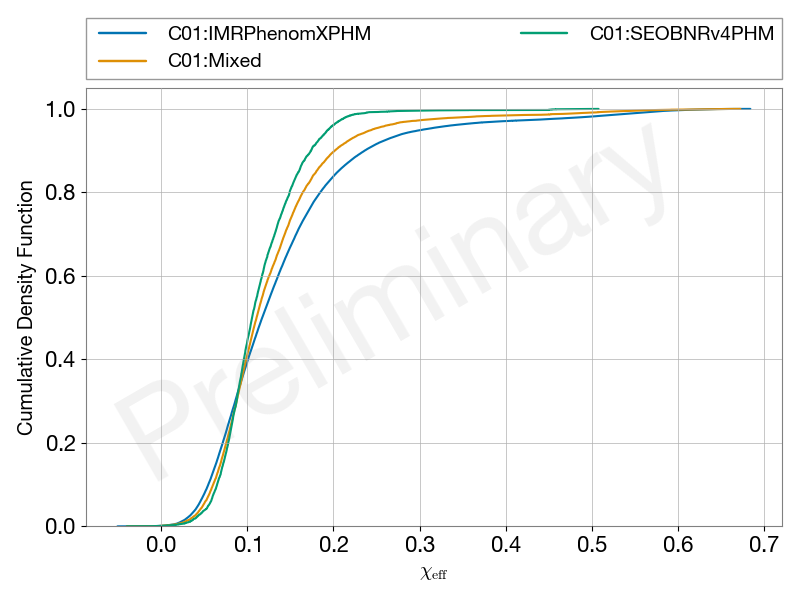 C01:IMRPhenomXPHM
C01:Mixed
C01:SEOBNRv4PHM
1.0
0.8
0.6
0.4
0.2
0.0
Cumulative Density Function
Preliminary
0.0 0.1 0.2 0.3 0.4 0.5 0.6 0.7
χeff